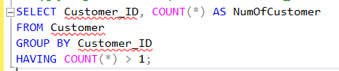 SELECT Customer_ID, COUNT(*) AS NumOfCustomer
FROM Customer
GROUP BY Customer_ID
HAVING COUNT(*) > 1;